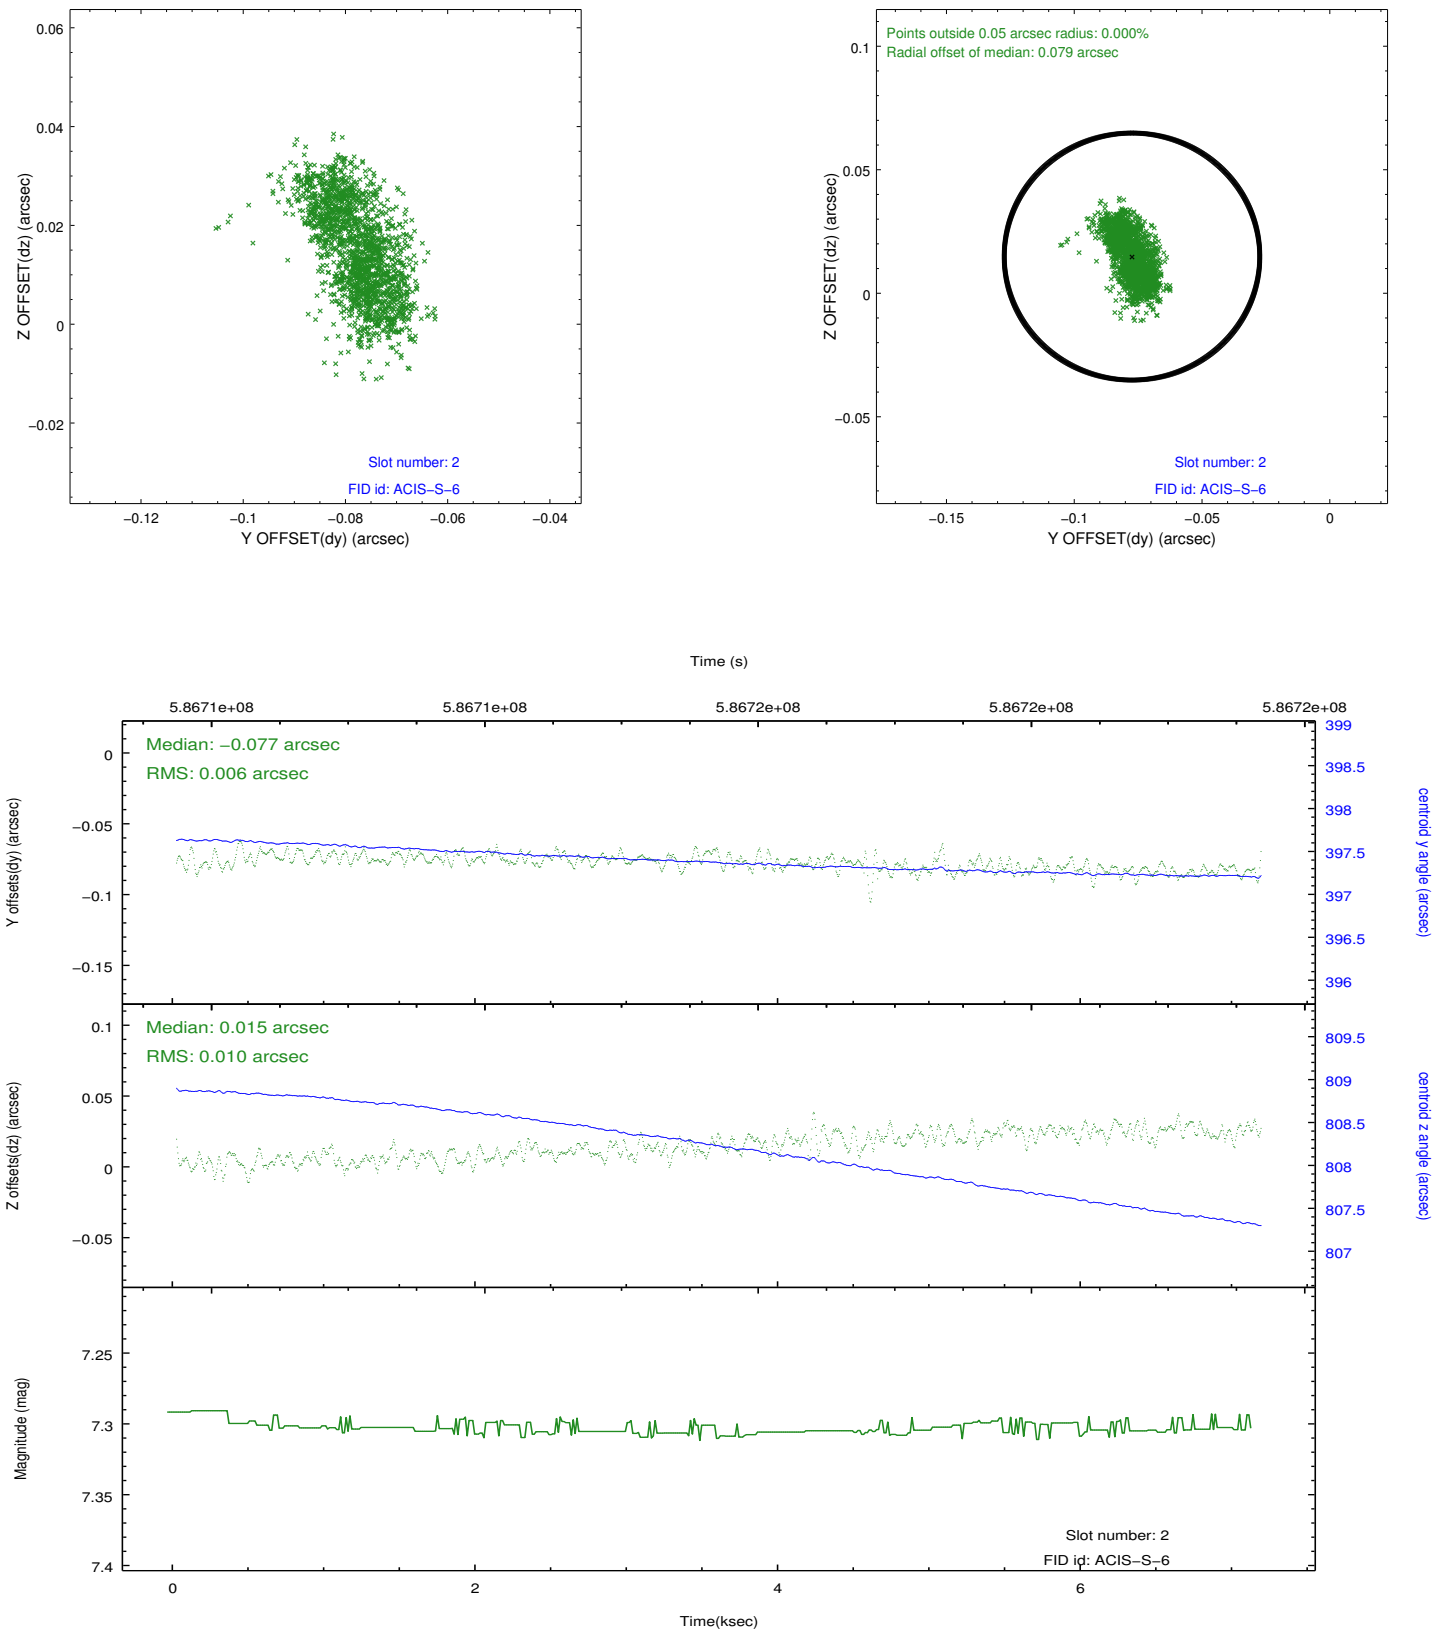 0.06
0.04
0.02
0
−0.02
Z OFFSET(dz) (arcsec)
Slot number: 2
FID id: ACIS−S−6
−0.12
−0.1
−0.08
−0.06
−0.04
Y OFFSET(dy) (arcsec)
Points outside 0.05 arcsec radius: 0.000%
Radial offset of median: 0.079 arcsec
0.1
0.05
0
−0.05
Z OFFSET(dz) (arcsec)
Slot number: 2
FID id: ACIS−S−6
−0.15
−0.1
−0.05
0
Y OFFSET(dy) (arcsec)
Time (s)
5.8671e+08
5.8671e+08
5.8672e+08
5.8672e+08
5.8672e+08
Median: −0.077 arcsec
RMS: 0.006 arcsec
0
−0.05
−0.1
−0.15
Y offsets(dy) (arcsec)
399
398.5
398
397.5
397
396.5
396
centroid y angle (arcsec)
Median: 0.015 arcsec
RMS: 0.010 arcsec
0.1
0.05
0
−0.05
Z offsets(dz) (arcsec)
809.5
809
808.5
808
807.5
807
centroid z angle (arcsec)
7.25
7.3
7.35
7.4
Magnitude (mag)
Slot number: 2
FID id: ACIS−S−6
0
2
4
6
Time(ksec)